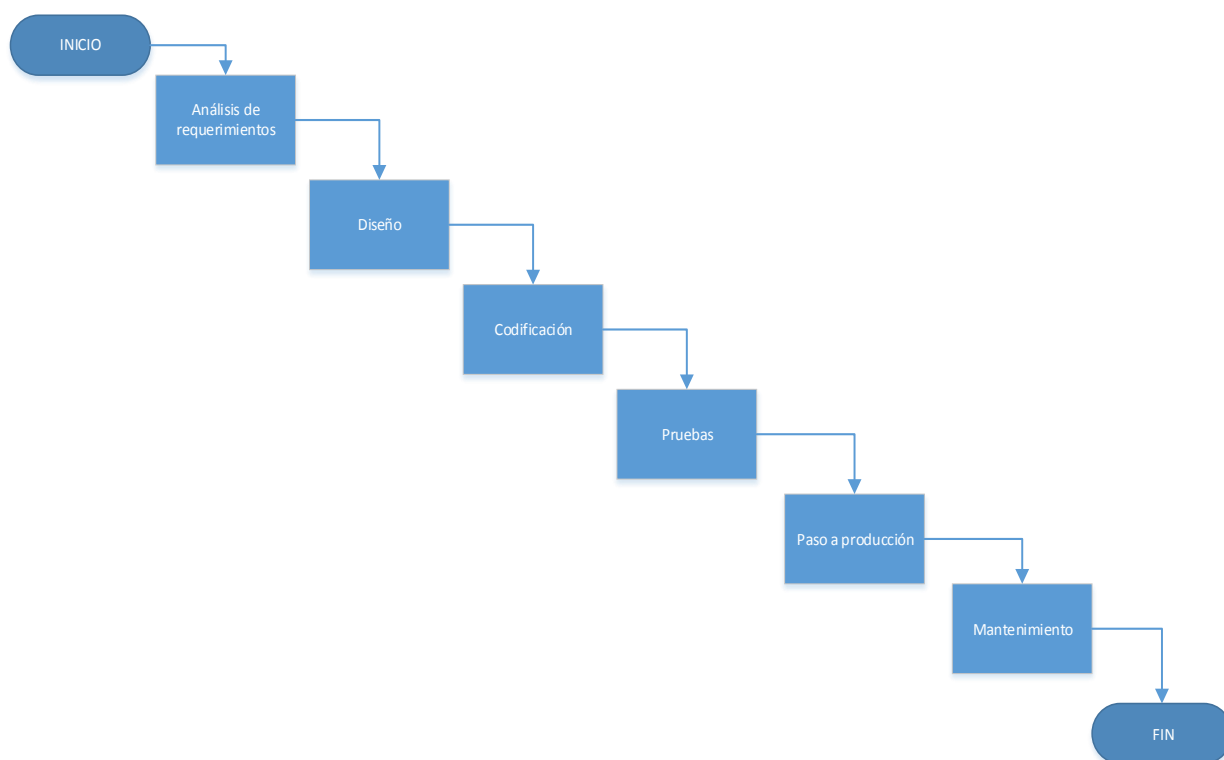 INICIO
Análisis de
requerimientos
Diseño
Codificación
Pruebas
Paso a producción
Mantenimiento
FIN